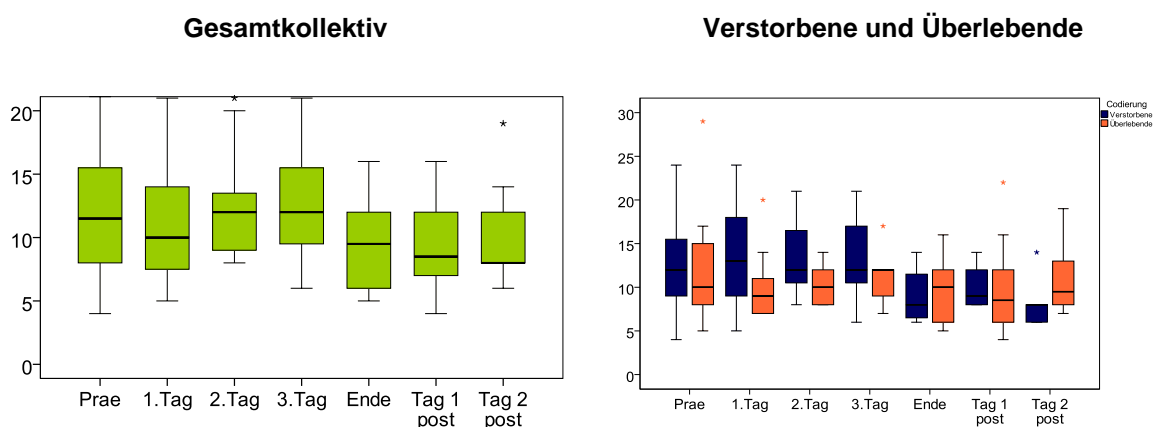 Gesamtkollektiv
20
15
10
5
0
Prae 1.Tag 2.Tag 3.Tag Ende Tag 1 post Tag 2 post
Verstorbene und Überlebende
30
25
20
15
10
5
0
Prae 1.Tag 2.Tag 3.Tag Ende Tag 1 post Tag 2 post
Codierung
Verstorbene
Überlebende